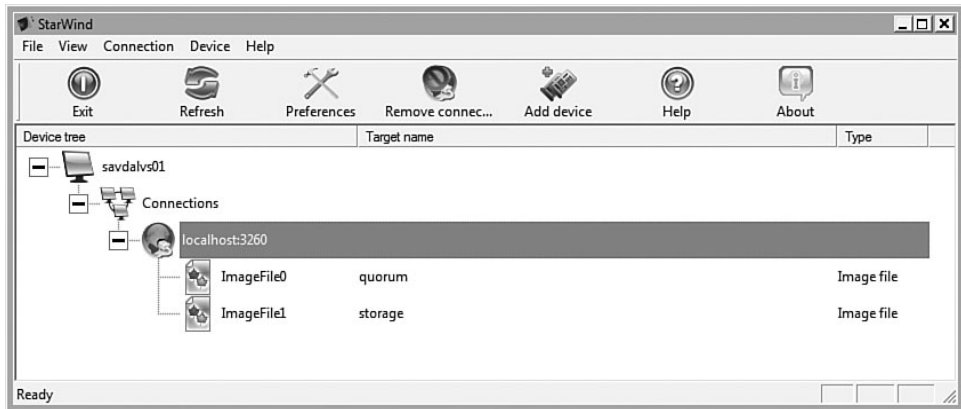 StarWind
File View Connection Device Help
Exit Refresh Preferences Remove connec... Add device Help About
Device tree Target name Type
savdalvs01
Connections
localhost:3260
ImageFile0 quorum Image file
ImageFile1 storage Image file
Ready